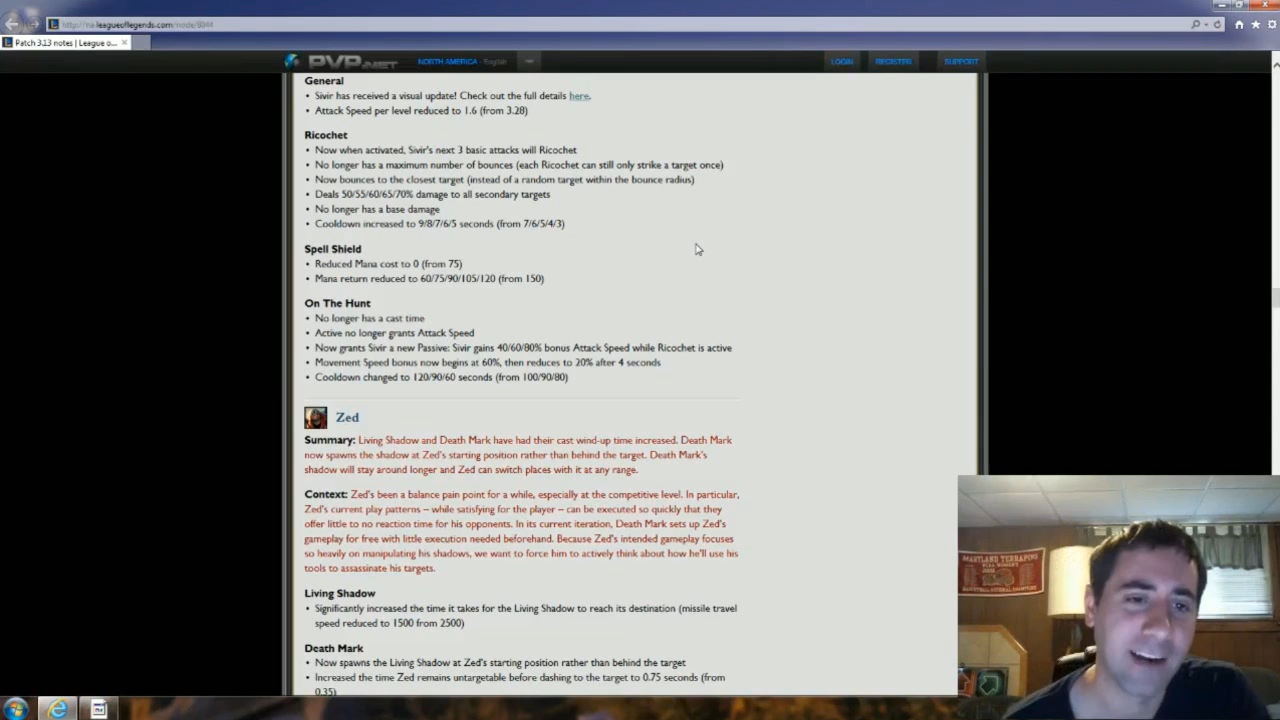 http://na.leagueoflegends.com/node/8044
Patch 3.13 notes | League o...
PVP.NET
NORTH AMERICA - English
LOGIN
REGISTER
SUPPORT
General
• Sivir has received a visual update! Check out the full details here.
• Attack Speed per level reduced to 1.6 (from 3.28)
Ricochet
• Now when activated, Sivir's next 3 basic attacks will Ricochet
• No longer has a maximum number of bounces (each Ricochet can still only strike a target once)
• Now bounces to the closest target (instead of a random target within the bounce radius)
• Deals 50/55/60/65/70% damage to all secondary targets
• No longer has a base damage
• Cooldown increased to 9/8/7/6/5 seconds (from 7/6/5/4/3)
Spell Shield
• Reduced Mana cost to 0 (from 75)
• Mana return reduced to 60/75/90/105/120 (from 150)
On The Hunt
• No longer has a cast time
• Active no longer grants Attack Speed
• Now grants Sivir a new Passive: Sivir gains 40/60/80% bonus Attack Speed while Ricochet is active
• Movement Speed bonus now begins at 60%, then reduces to 20% after 4 seconds
• Cooldown changed to 120/90/60 seconds (from 100/90/80)
Zed
Summary: Living Shadow and Death Mark have had their cast wind-up time increased. Death Mark
now spawns the shadow at Zed's starting position rather than behind the target. Death Mark's
shadow will stay around longer and Zed can switch places with it at any range.
Context: Zed's been a balance pain point for a while, especially at the competitive level. In particular,
Zed's current play patterns – while satisfying for the player – can be executed so quickly that they
offer little to no reaction time for his opponents. In its current iteration, Death Mark sets up Zed's
gameplay for free with little execution needed beforehand. Because Zed's intended gameplay focuses
so heavily on manipulating his shadows, we want to force him to actively think about how he'll use his
tools to assassinate his targets.
Living Shadow
• Significantly increased the time it takes for the Living Shadow to reach its destination (missile travel
speed reduced to 1500 from 2500)
Death Mark
• Now spawns the Living Shadow at Zed's starting position rather than behind the target
• Increased the time Zed remains untargetable before dashing to the target to 0.75 seconds (from
0.35)
MARYLAND TERRAPINS